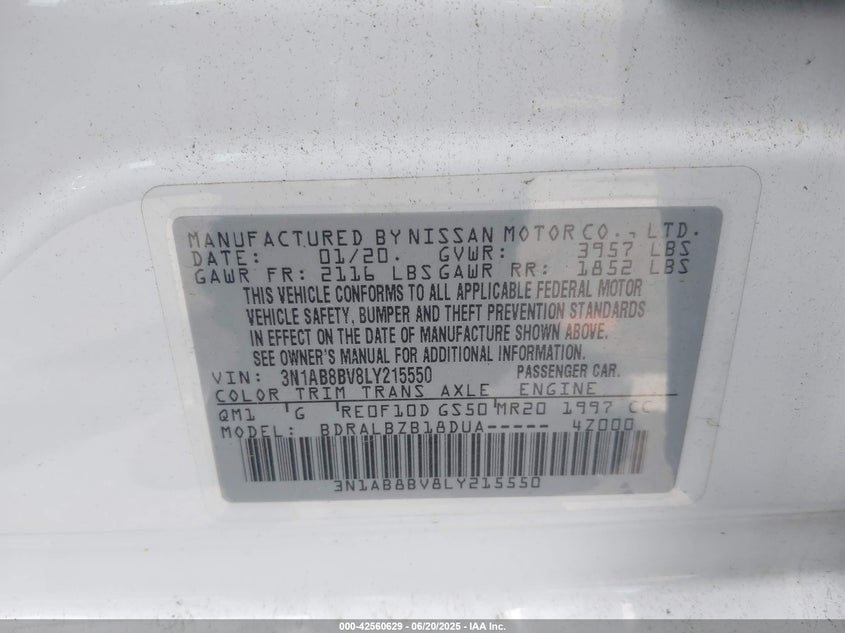 MANUFACTURED BY NISSAN MOTOR CO., LTD.
DATE: 01/20. GVWR: 3957 LBS
GAWR FR: 2116 LBS GAWR RR: 1852 LBS
THIS VEHICLE CONFORMS TO ALL APPLICABLE FEDERAL MOTOR
VEHICLE SAFETY, BUMPER AND THEFT PREVENTION STANDARDS
IN EFFECT ON THE DATE OF MANUFACTURE SHOWN ABOVE.
SEE OWNER'S MANUAL FOR ADDITIONAL INFORMATION.
VIN: 3N1AB8BV8LY215550 PASSENGER CAR.
COLOR TRIM TRANS AXLE ENGINE
QM1 G RE0F10D GS50 MR20 1997 CC
MODEL: BDRALBZB18DUA----- 4Z000
3N1AB8BV8LY215550
000-42560629 - 06/20/2025 - IAA Inc.